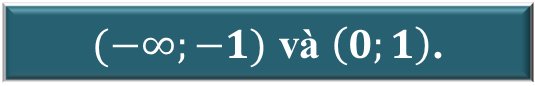 (−∞; −1) và (0; 1).